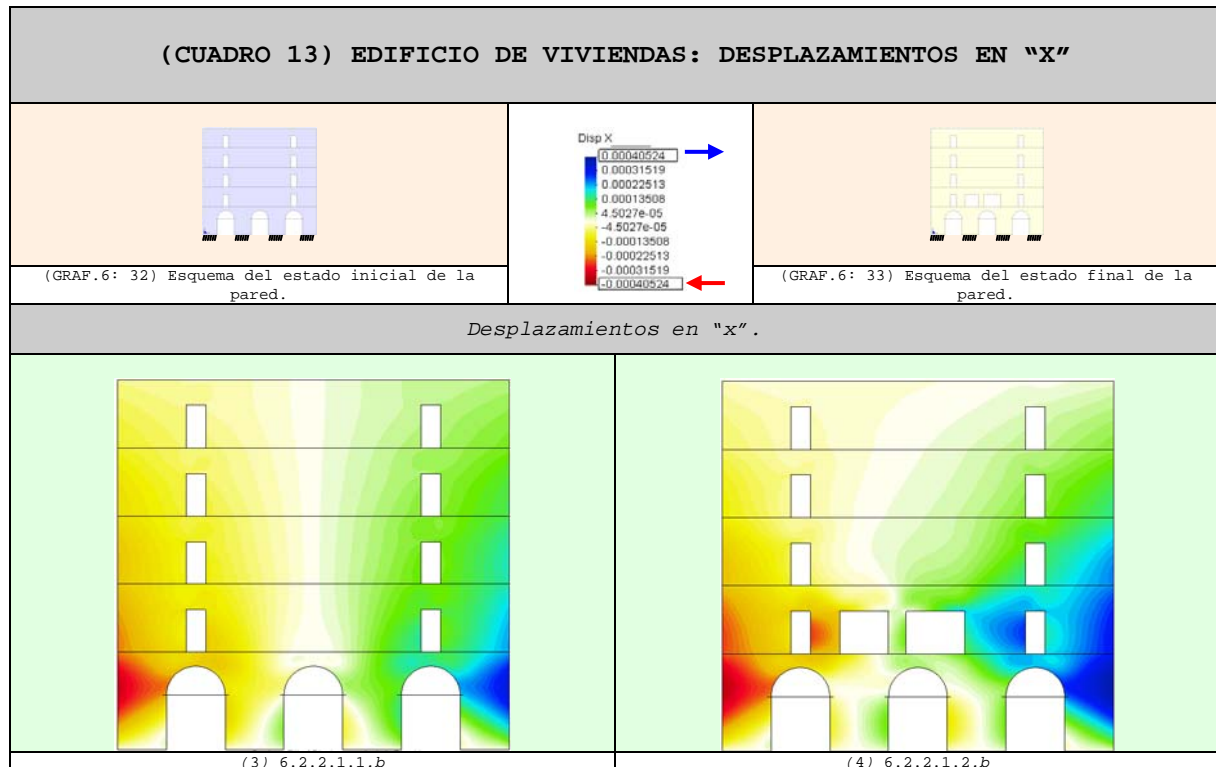 (CUADRO 13) EDIFICIO DE VIVIENDAS: DESPLAZAMIENTOS EN “X”
(GRAF.6: 32) Esquema del estado inicial de la
pared.
Disp X
0.00040524
0.00031519
0.00022513
0.00013508
4.5027e-05
-4.5027e-05
-0.00013508
-0.00022513
-0.00031519
-0.00040524
(GRAF.6: 33) Esquema del estado final de la
pared.
Desplazamientos en “x”.
(3) 6.2.2.1.1.b
(4) 6.2.2.1.2.b